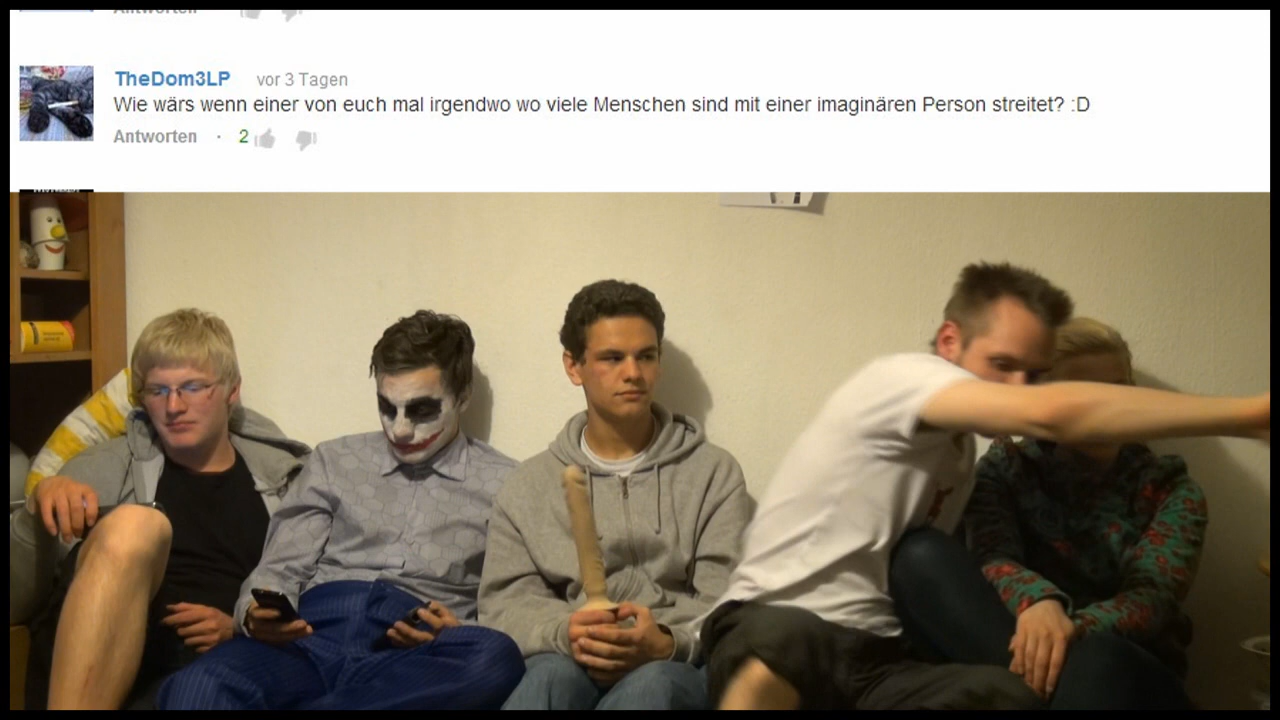 Antworten
TheDom3LP vor 3 Tagen
Wie wärs wenn einer von euch mal irgendwo wo viele Menschen sind mit einer imaginären Person streitet? :D
Antworten · 2